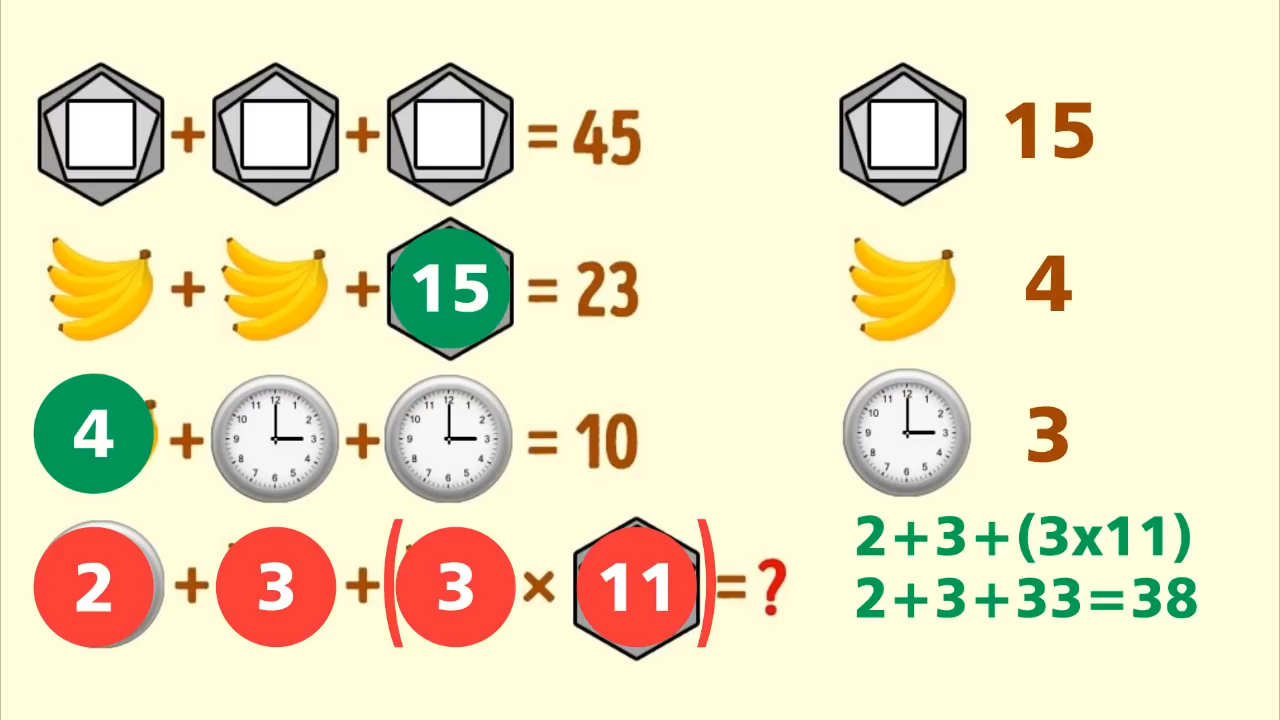 + + = 45 15
+ + 15 = 23 4
4 + + = 10 3
2 + 3 + (3 × 11) = ?
2+3+(3x11)
2+3+33=38